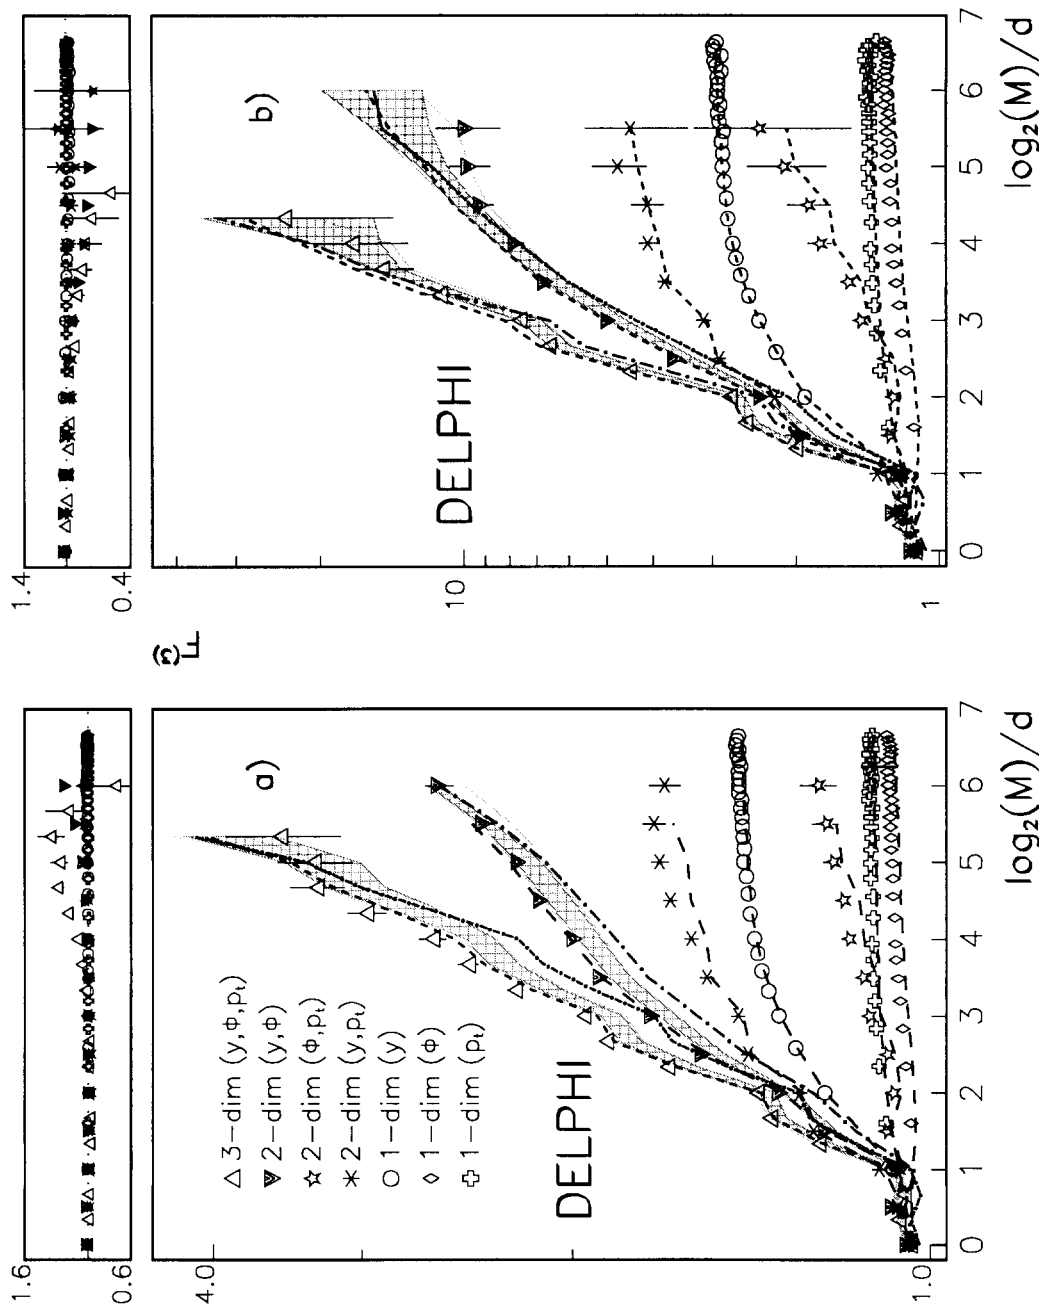 1.6
0.6
4.0
1.0
a)
△ 3-dim (y,ϕ,pₜ)
▼ 2-dim (y,ϕ)
☆ 2-dim (ϕ,pₜ)
✳ 2-dim (y,pₜ)
○ 1-dim (y)
◇ 1-dim (ϕ)
✚ 1-dim (pₜ)
DELPHI
0 1 2 3 4 5 6 7
log₂(M)/d
1.4
0.4
F⁽³⁾
10
1
b)
DELPHI
0 1 2 3 4 5 6 7
log₂(M)/d